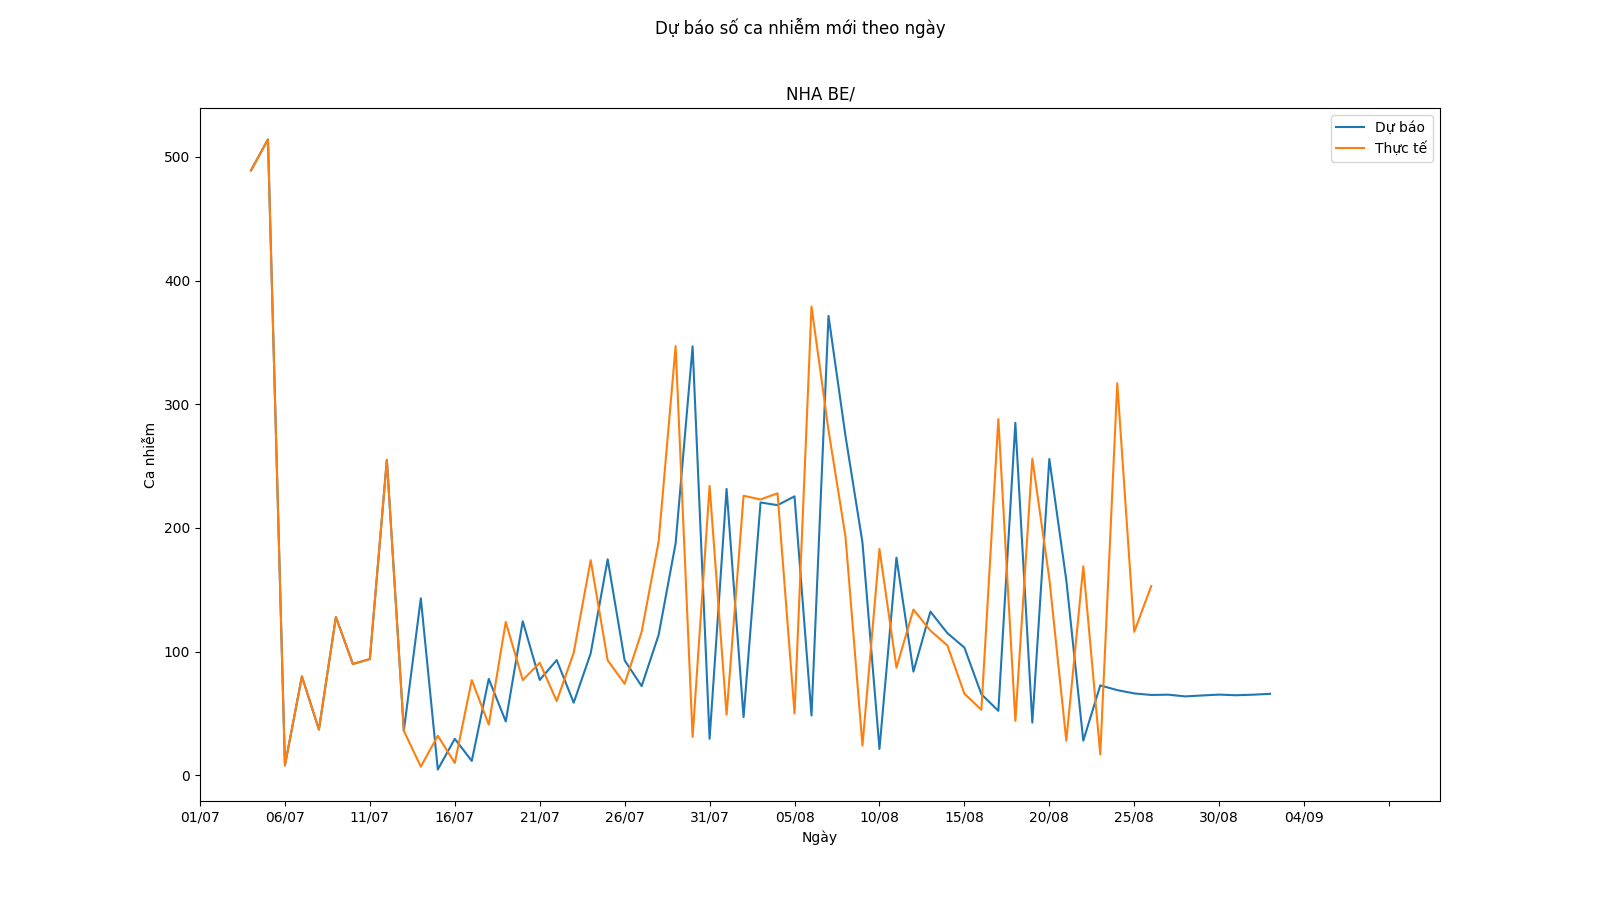 Dự báo số ca nhiễm mới theo ngày
NHA BE/
Dự báo
Thực tế
500
400
300
200
100
0
Ca nhiễm
01/07 06/07 11/07 16/07 21/07 26/07 31/07 05/08 10/08 15/08 20/08 25/08 30/08 04/09
Ngày